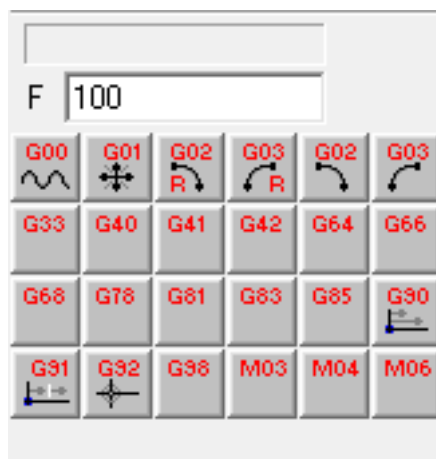 F 100
G00 G01 G02 G03 G02 G03
R R
G33 G40 G41 G42 G64 G66
G68 G78 G81 G83 G85 G90
G91 G92 G98 M03 M04 M06